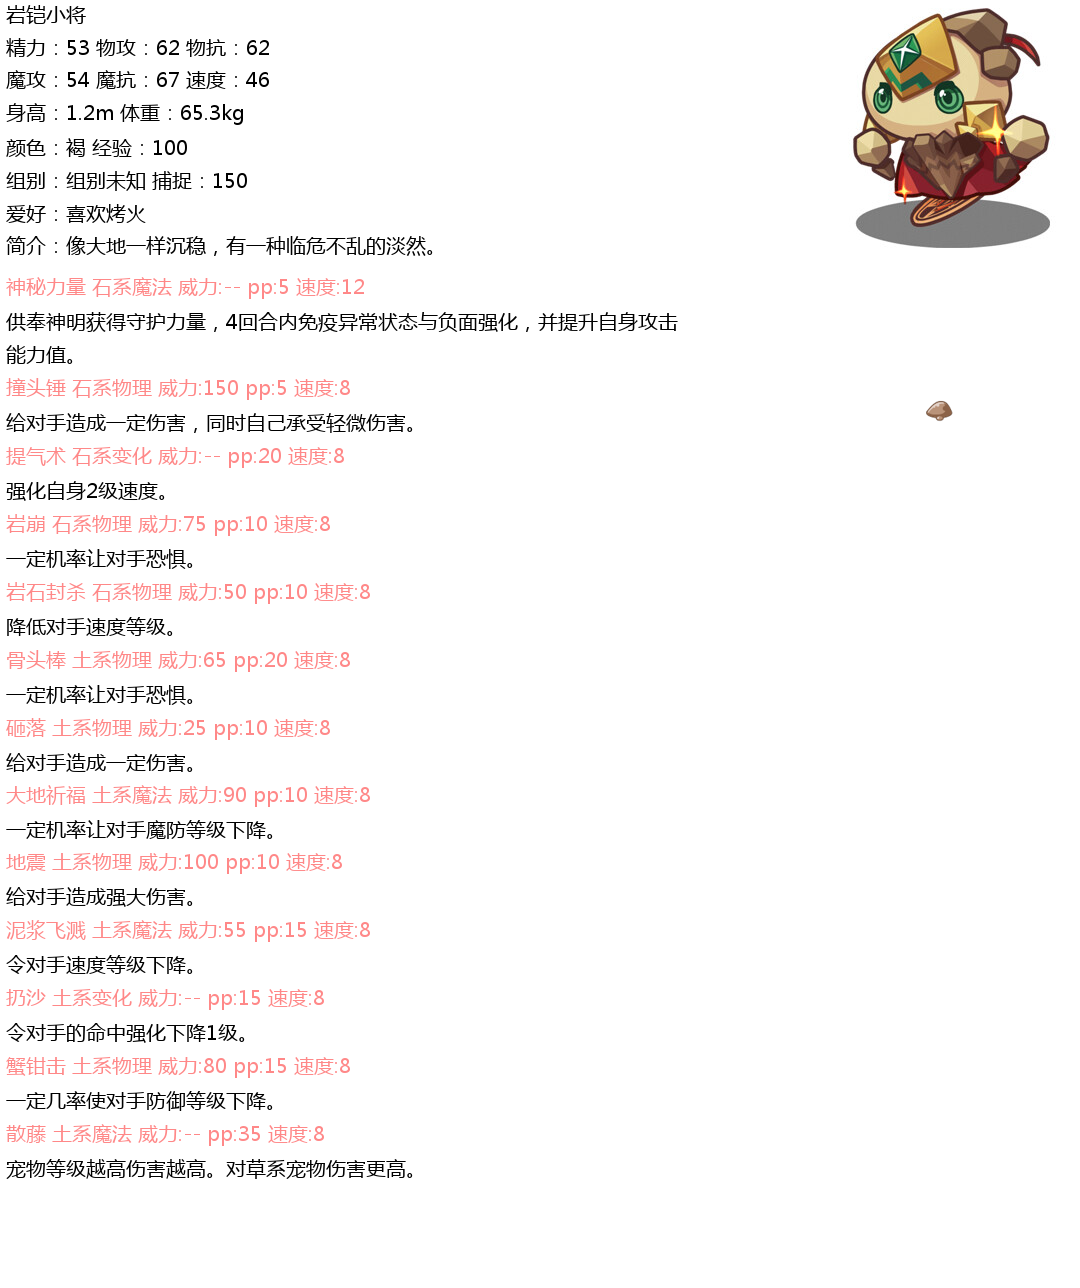 岩铠小将
精力：53 物攻：62 物抗：62
魔攻：54 魔抗：67 速度：46
身高：1.2m 体重：65.3kg
颜色：褐 经验：100
组别：组别未知 捕捉：150
爱好：喜欢烤火
简介：像大地一样沉稳，有一种临危不乱的淡然。
神秘力量 石系魔法 威力:-- pp:5 速度:12
供奉神明获得守护力量，4回合内免疫异常状态与负面强化，并提升自身攻击
能力值。
撞头锤 石系物理 威力:150 pp:5 速度:8
给对手造成一定伤害，同时自己承受轻微伤害。
提气术 石系变化 威力:-- pp:20 速度:8
强化自身2级速度。
岩崩 石系物理 威力:75 pp:10 速度:8
一定机率让对手恐惧。
岩石封杀 石系物理 威力:50 pp:10 速度:8
降低对手速度等级。
骨头棒 土系物理 威力:65 pp:20 速度:8
一定机率让对手恐惧。
砸落 土系物理 威力:25 pp:10 速度:8
给对手造成一定伤害。
大地祈福 土系魔法 威力:90 pp:10 速度:8
一定机率让对手魔防等级下降。
地震 土系物理 威力:100 pp:10 速度:8
给对手造成强大伤害。
泥浆飞溅 土系魔法 威力:55 pp:15 速度:8
令对手速度等级下降。
扔沙 土系变化 威力:-- pp:15 速度:8
令对手的命中强化下降1级。
蟹钳击 土系物理 威力:80 pp:15 速度:8
一定几率使对手防御等级下降。
散藤 土系魔法 威力:-- pp:35 速度:8
宠物等级越高伤害越高。对草系宠物伤害更高。